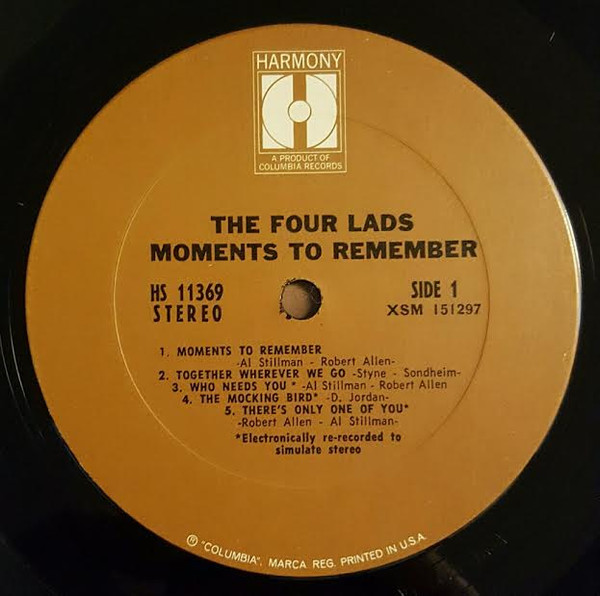 HARMONY
A PRODUCT OF
COLUMBIA RECORDS
THE FOUR LADS
MOMENTS TO REMEMBER
HS 11369
STEREO
SIDE 1
XSM 151297
1. MOMENTS TO REMEMBER
-Al Stillman - Robert Allen-
2. TOGETHER WHEREVER WE GO -Styne - Sondheim-
3. WHO NEEDS YOU * -Al Stillman - Robert Allen
4. THE MOCKING BIRD* -D. Jordan-
5. THERE'S ONLY ONE OF YOU*
-Robert Allen - Al Stillman-
*Electronically re-recorded to
simulate stereo
Ⓡ "COLUMBIA", MARCA REG. PRINTED IN U.S.A.